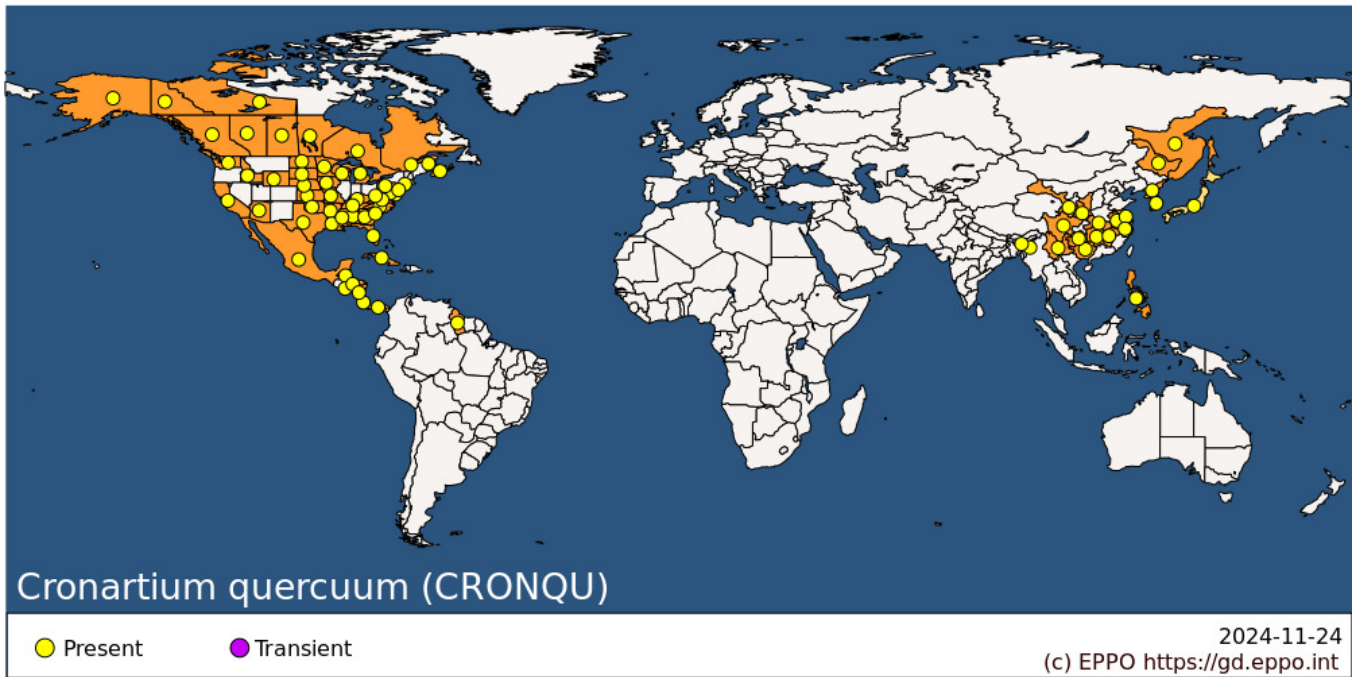 Cronartium quercuum (CRONQU)
Present
Transient
2024-11-24
(c) EPPO https://gd.eppo.int